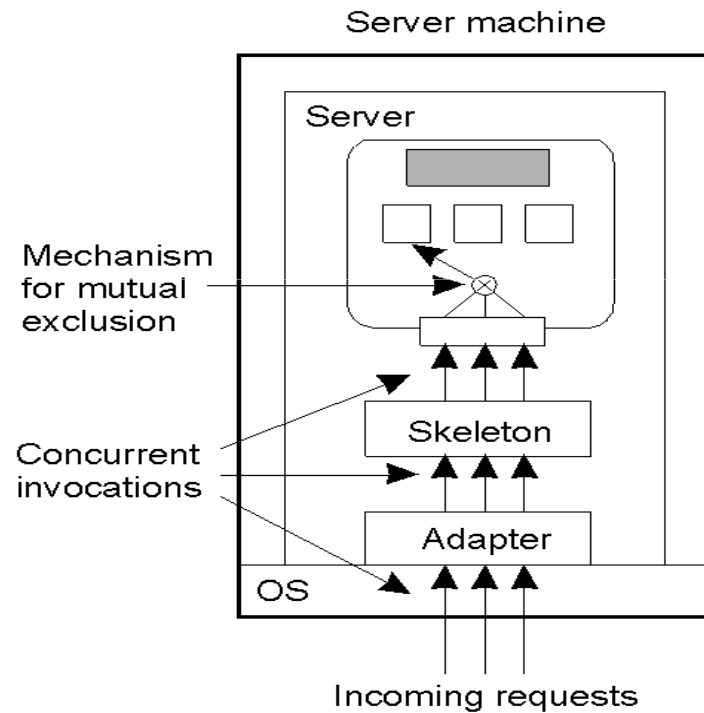 Server machine
Server
Mechanism
for mutual
exclusion
Skeleton
Concurrent
invocations
Adapter
OS
Incoming requests